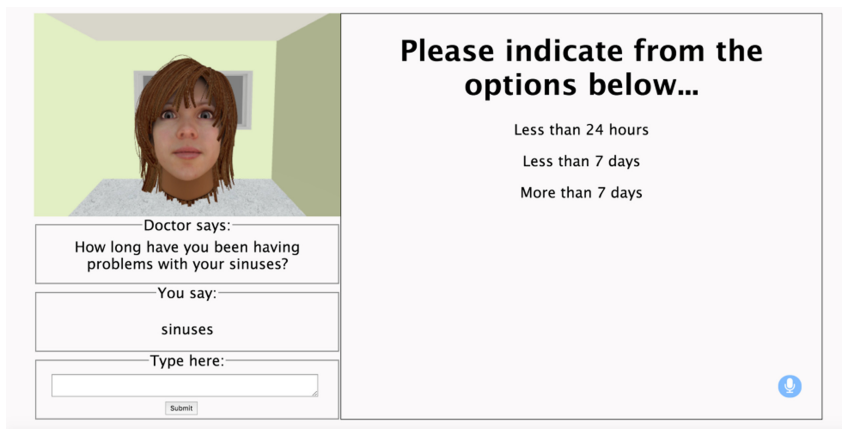 Doctor says:
How long have you been having
problems with your sinuses?
You say:
sinuses
Type here:
Submit
Please indicate from the
options below...
Less than 24 hours
Less than 7 days
More than 7 days